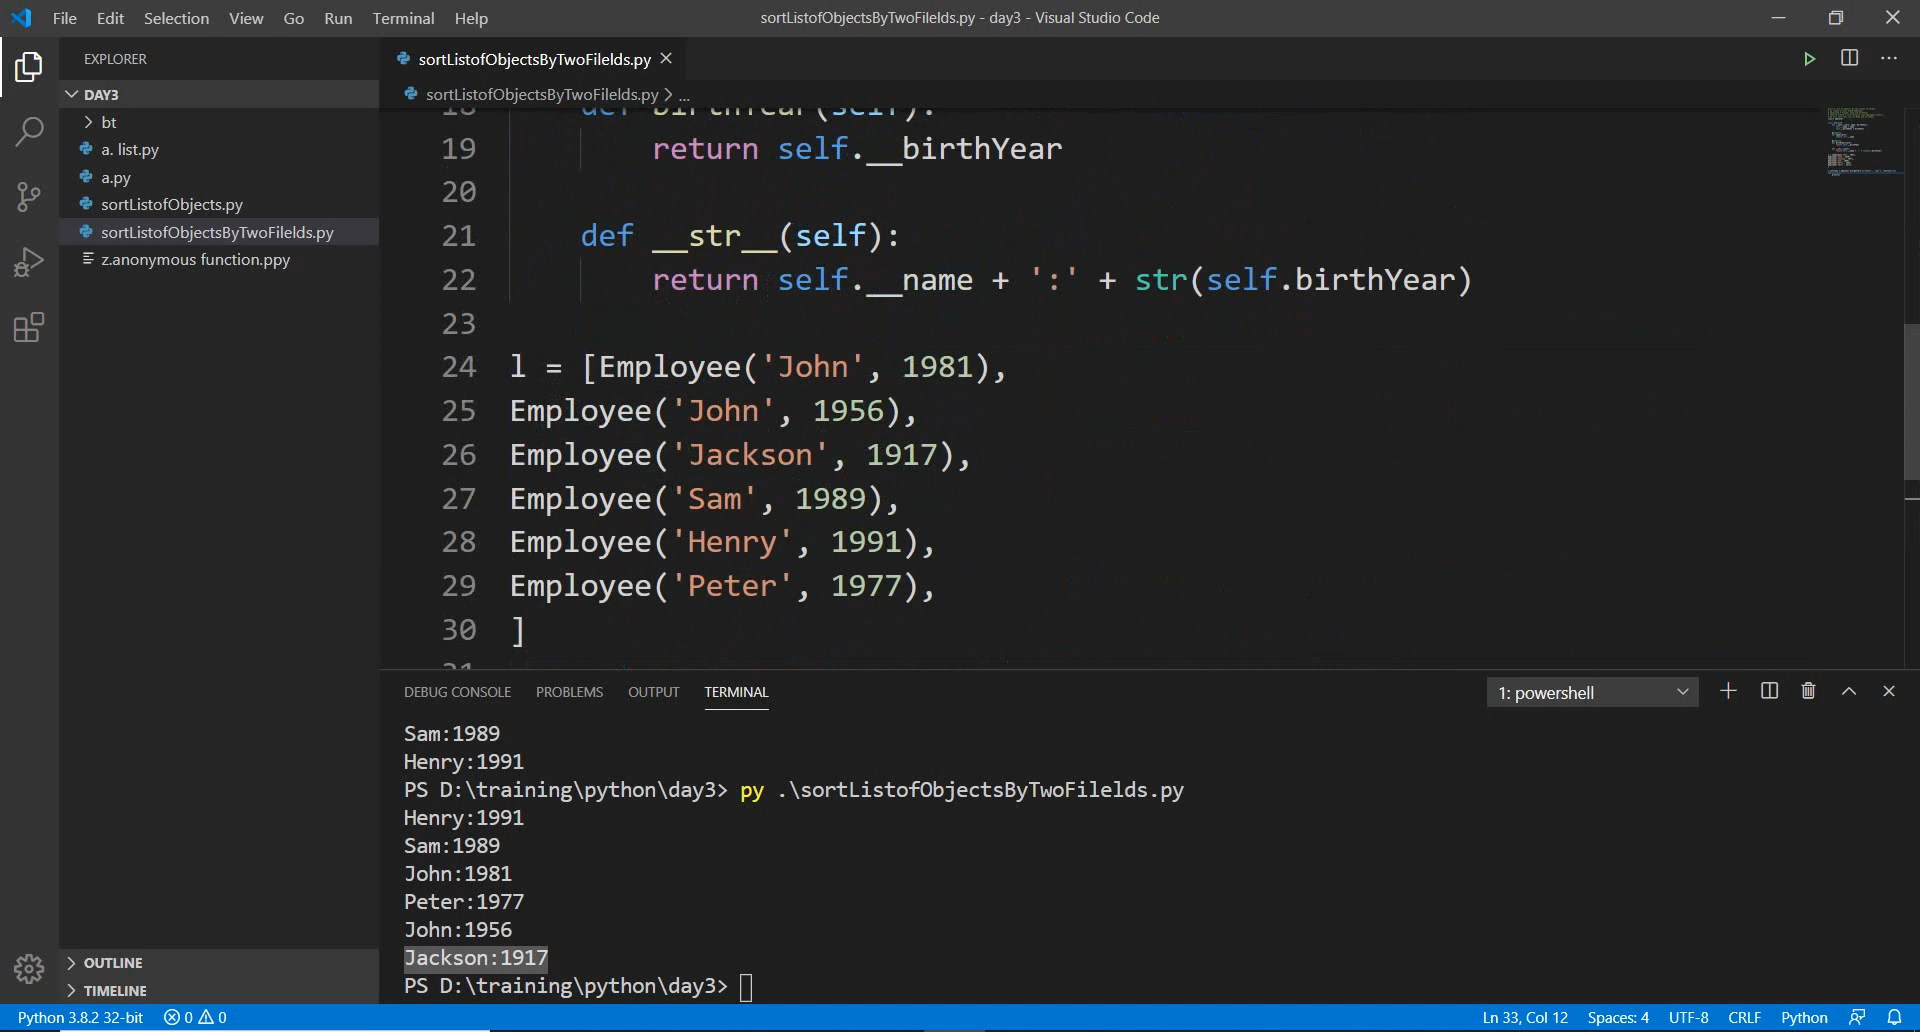 File Edit Selection View Go Run Terminal Help
sortListofObjectsByTwoFilelds.py - day3 - Visual Studio Code
EXPLORER
DAY3
bt
a. list.py
a.py
sortListofObjects.py
sortListofObjectsByTwoFilelds.py
z.anonymous function.ppy
OUTLINE
TIMELINE
sortListofObjectsByTwoFilelds.py
sortListofObjectsByTwoFilelds.py > ...
18 def birthYear(self):
19 return self.__birthYear
20
21 def __str__(self):
22 return self.__name + ':' + str(self.birthYear)
23
24 l = [Employee('John', 1981),
25 Employee('John', 1956),
26 Employee('Jackson', 1917),
27 Employee('Sam', 1989),
28 Employee('Henry', 1991),
29 Employee('Peter', 1977),
30 ]
31
DEBUG CONSOLE PROBLEMS OUTPUT TERMINAL
1: powershell
Sam:1989
Henry:1991
PS D:\training\python\day3> py .\sortListofObjectsByTwoFilelds.py
Henry:1991
Sam:1989
John:1981
Peter:1977
John:1956
Jackson:1917
PS D:\training\python\day3>
Python 3.8.2 32-bit 0 0
Ln 33, Col 12 Spaces: 4 UTF-8 CRLF Python